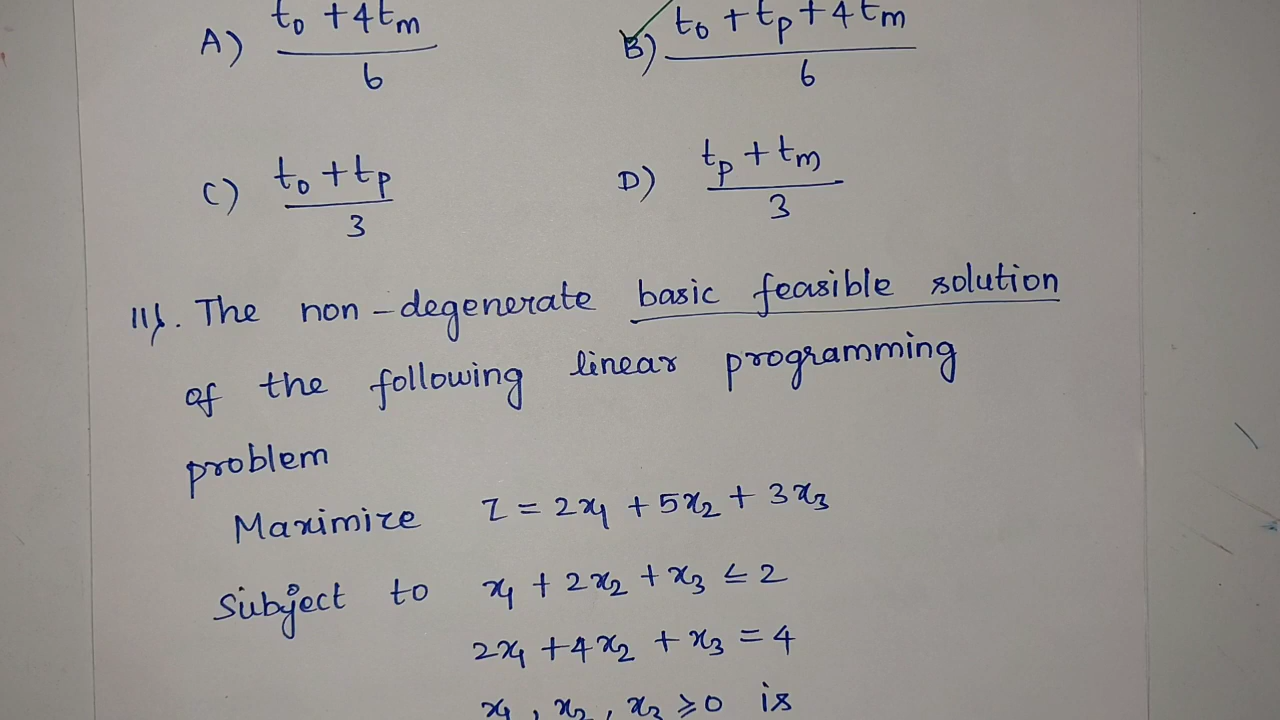 A) t₀ + 4tₘ / 6 B) t₀ + tₚ + 4tₘ / 6
C) t₀ + tₚ / 3 D) tₚ + tₘ / 3
11). The non-degenerate basic feasible solution
of the following linear programming
problem
Maximize Z = 2x₁ + 5x₂ + 3x₃
Subject to x₁ + 2x₂ + x₃ ≤ 2
2x₁ + 4x₂ + x₃ = 4
x₁, x₂, x₃ ≥ 0 is